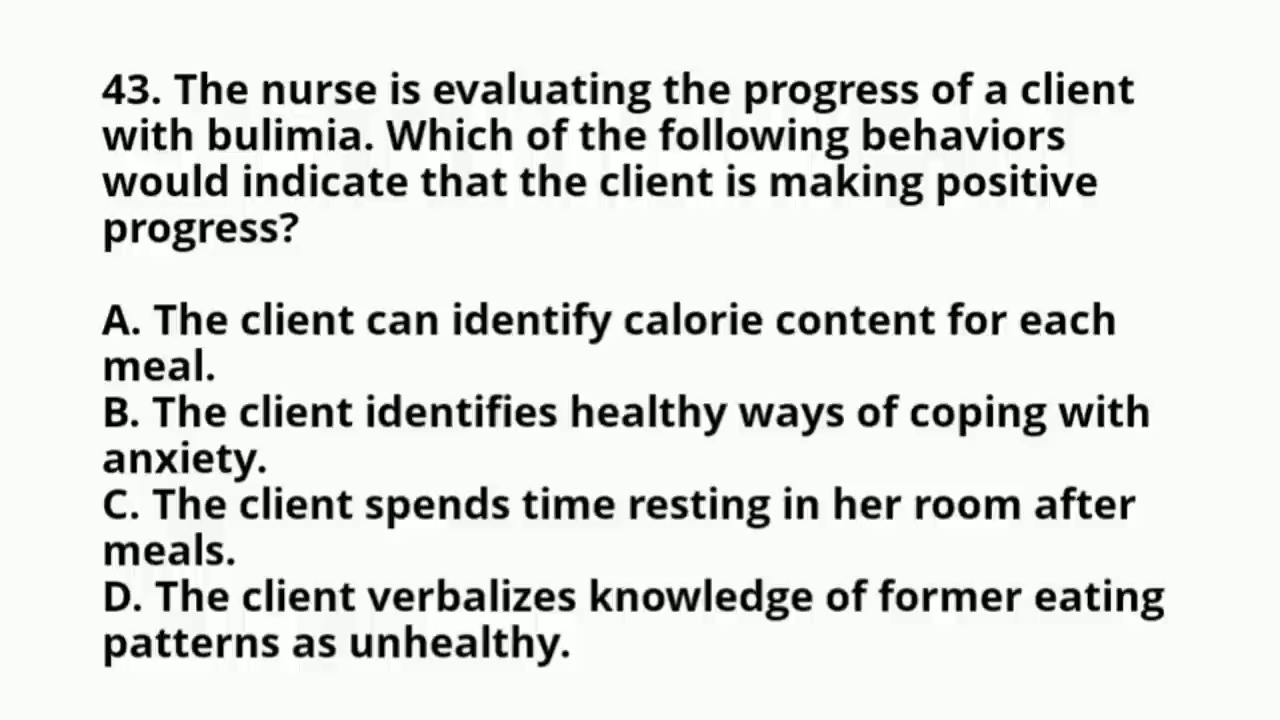 43. The nurse is evaluating the progress of a client
with bulimia. Which of the following behaviors
would indicate that the client is making positive
progress?
A. The client can identify calorie content for each
meal.
B. The client identifies healthy ways of coping with
anxiety.
C. The client spends time resting in her room after
meals.
D. The client verbalizes knowledge of former eating
patterns as unhealthy.